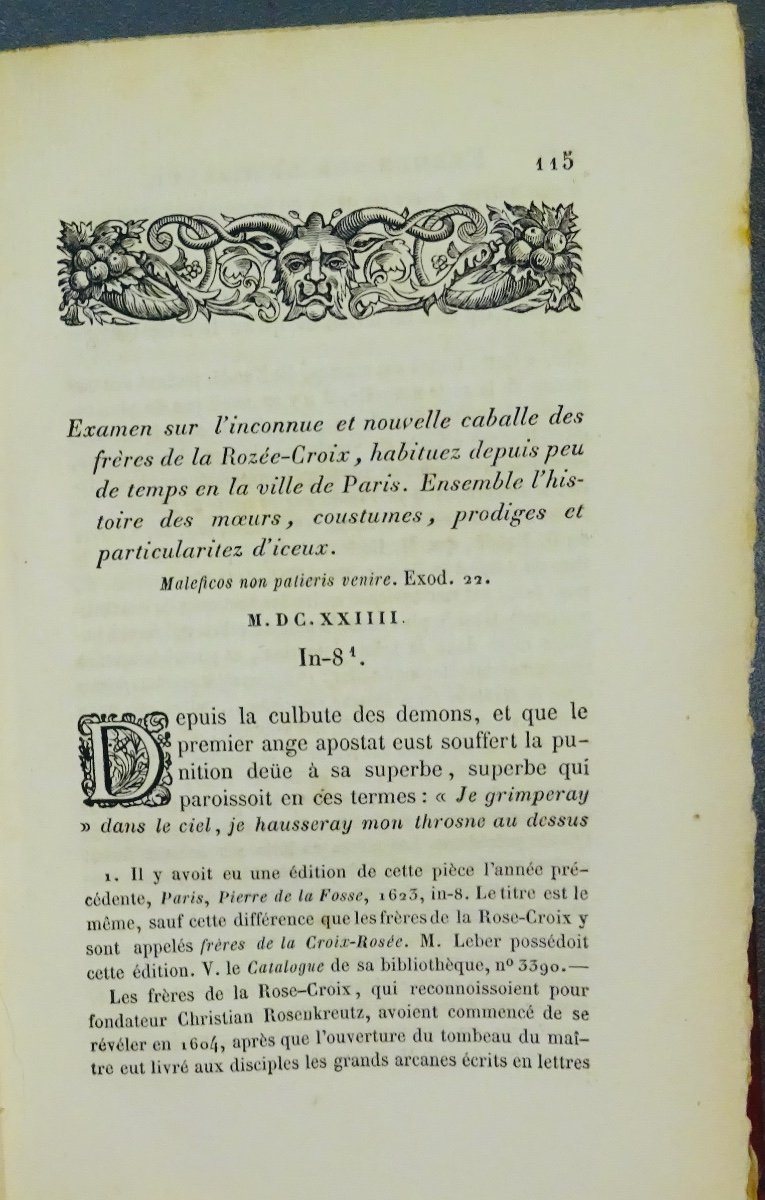 115
Examen sur l'inconnue et nouvelle caballe des
frères de la Rozée-Croix, habituez depuis peu
de temps en la ville de Paris. Ensemble l'his-
toire des mœurs, coustumes, prodiges et
particularitez d'iceux.
Maleficos non patieris venire. Exod. 22.
M.DC.XXIIII.
In-8 ¹.
Depuis la culbute des demons, et que le
premier ange apostat eust souffert la pu-
nition deüe à sa superbe, superbe qui
paroissoit en ces termes : « Je grimperay
» dans le ciel, je hausseray mon throsne au dessus
1. Il y avoit eu une édition de cette pièce l'année pré-
cédente, Paris, Pierre de la Fosse, 1623, in-8. Le titre est le
même, sauf cette différence que les frères de la Rose-Croix y
sont appelés frères de la Croix-Rosée. M. Leber possédoit
cette édition. V. le Catalogue de sa bibliothèque, nº 3390.—
Les frères de la Rose-Croix, qui reconnoissoient pour
fondateur Christian Rosenkreutz, avoient commencé de se
révéler en 1604, après que l'ouverture du tombeau du maî-
tre eut livré aux disciples les grands arcanes écrits en lettres